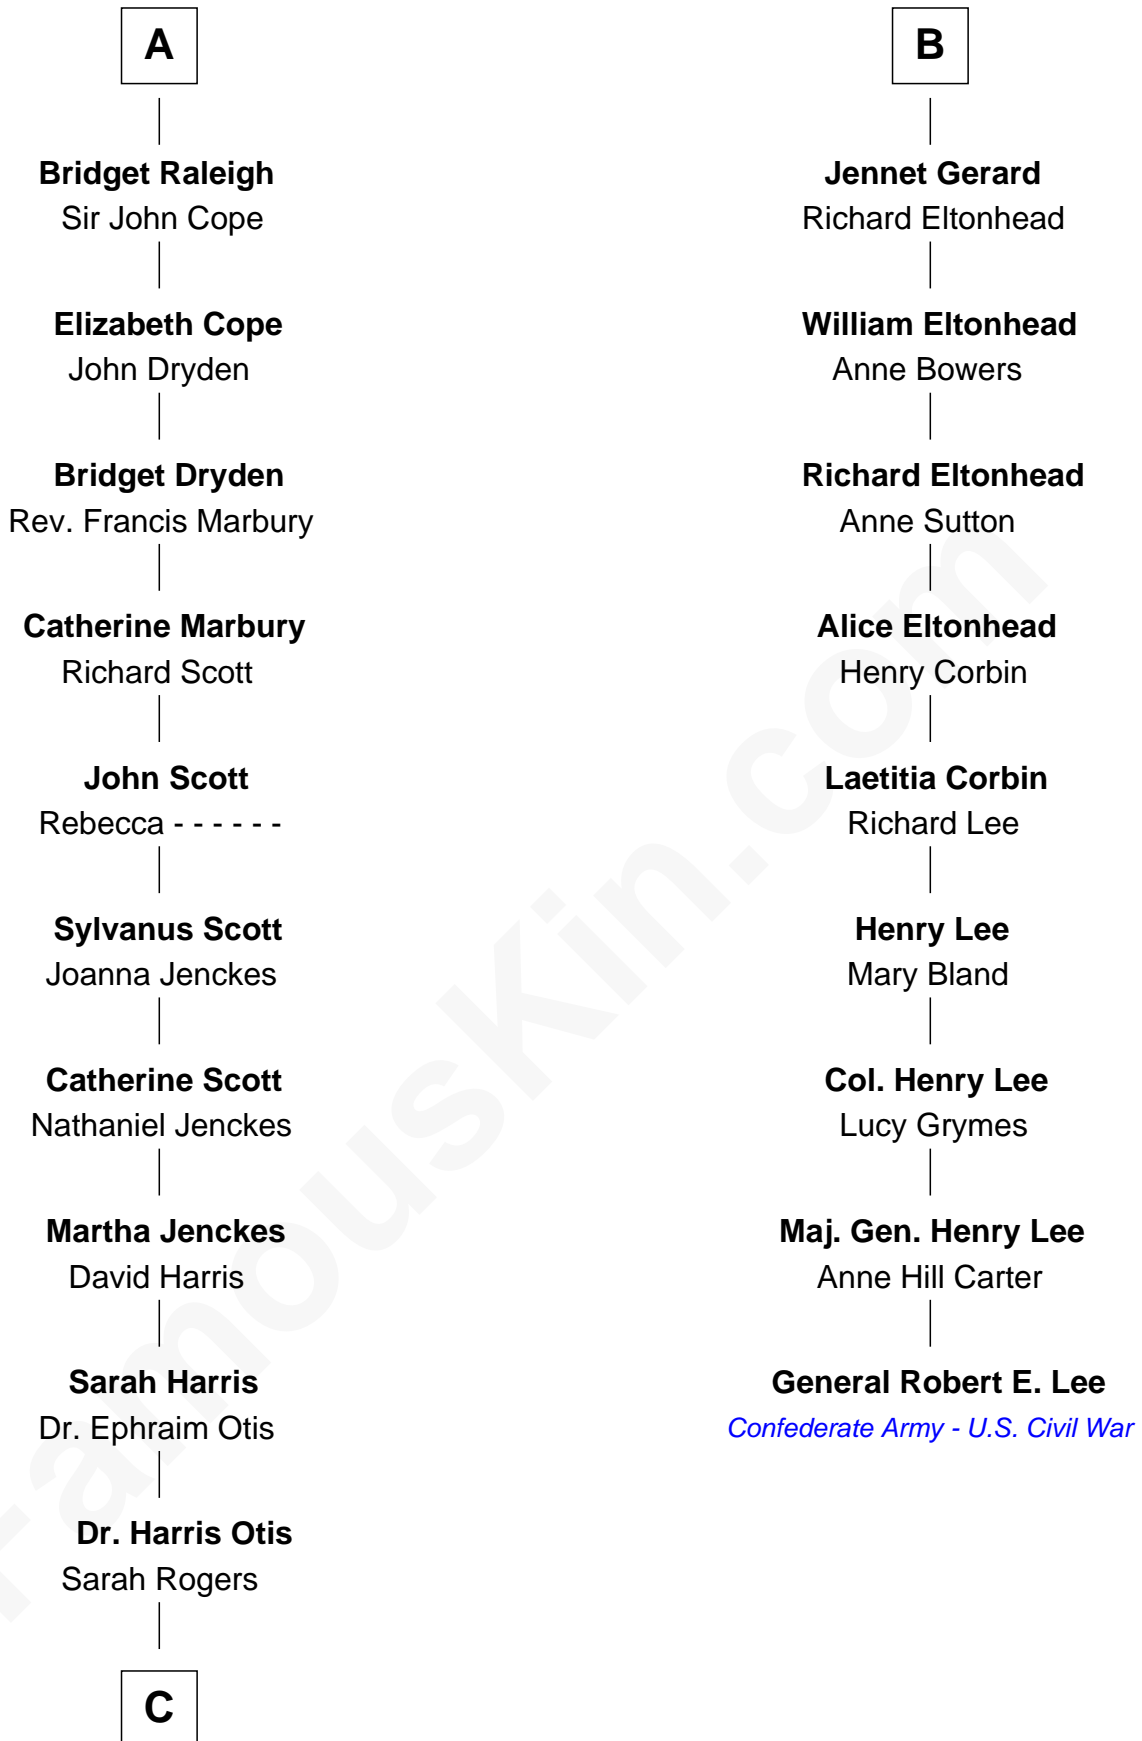 A
Bridget Raleigh
Sir John Cope
Elizabeth Cope
John Dryden
Bridget Dryden
Rev. Francis Marbury
Catherine Marbury
Richard Scott
John Scott
Rebecca - - - - - -
Sylvanus Scott
Joanna Jenckes
Catherine Scott
Nathaniel Jenckes
Martha Jenckes
David Harris
Sarah Harris
Dr. Ephraim Otis
Dr. Harris Otis
Sarah Rogers
C
B
Jennet Gerard
Richard Eltonhead
William Eltonhead
Anne Bowers
Richard Eltonhead
Anne Sutton
Alice Eltonhead
Henry Corbin
Laetitia Corbin
Richard Lee
Henry Lee
Mary Bland
Col. Henry Lee
Lucy Grymes
Maj. Gen. Henry Lee
Anne Hill Carter
General Robert E. Lee
Confederate Army - U.S. Civil War
FamousKin.com